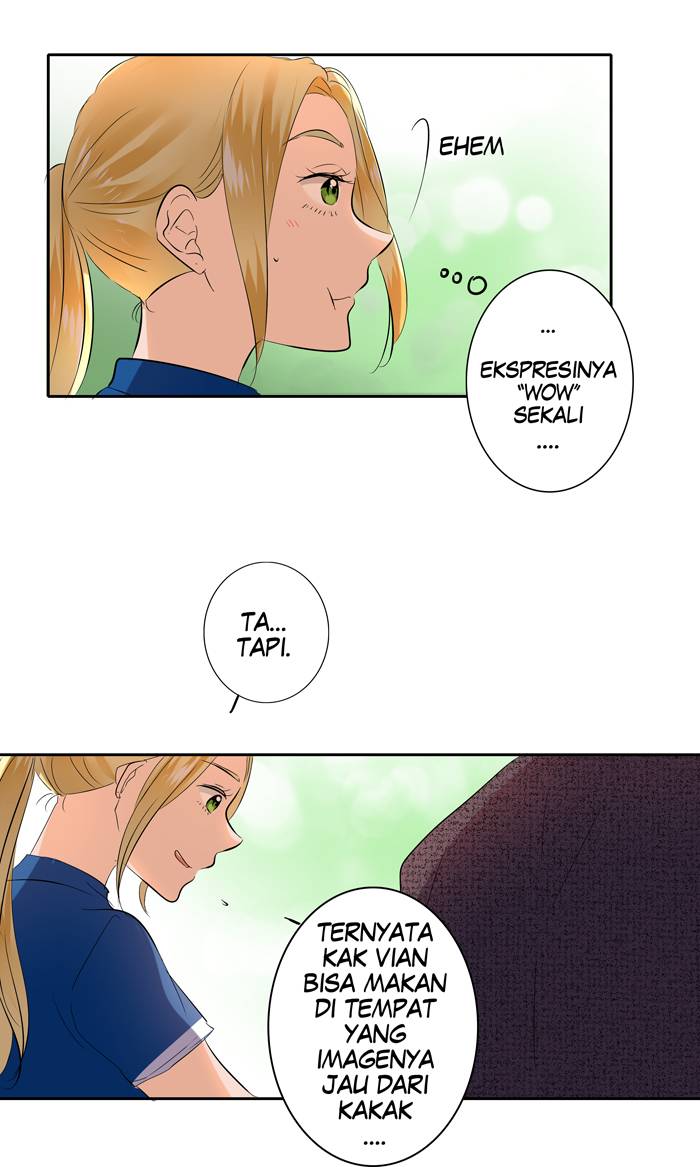 EHEM
...
EKSPRESINYA
"WOW"
SEKALI
....
TA...
TAPI.
TERNYATA
KAK VIAN
BISA MAKAN
DI TEMPAT
YANG
IMAGENYA
JAU DARI
KAKAK
....